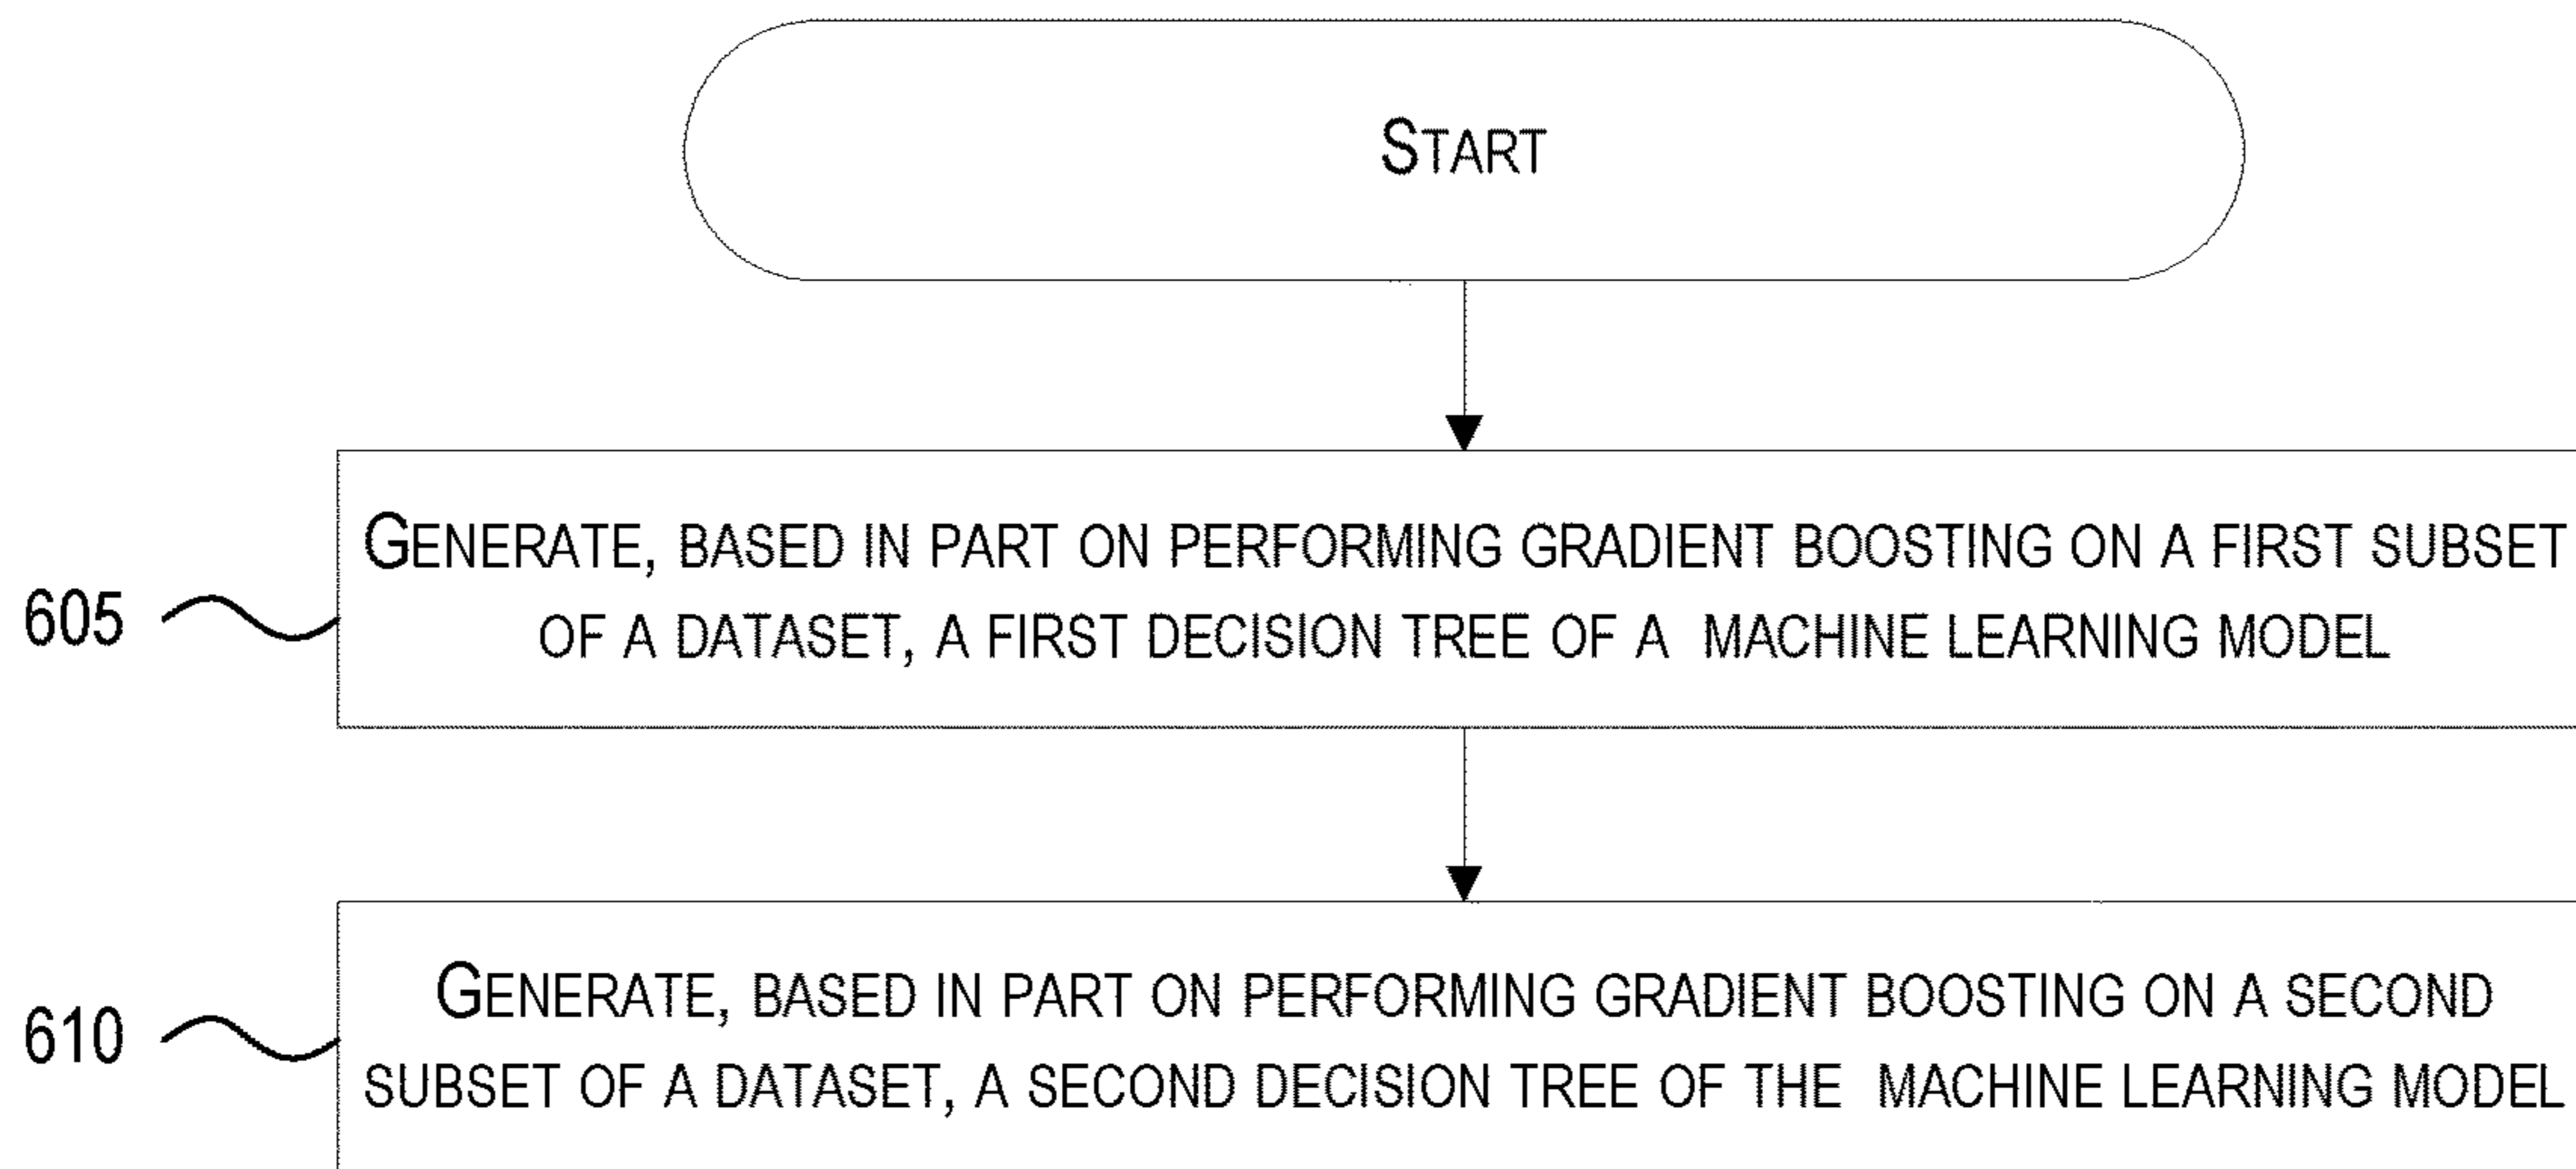 START
GENERATE, BASED IN PART ON PERFORMING GRADIENT BOOSTING ON A FIRST SUBSET
OF A DATASET, A FIRST DECISION TREE OF A MACHINE LEARNING MODEL
605
GENERATE, BASED IN PART ON PERFORMING GRADIENT BOOSTING ON A SECOND
SUBSET OF A DATASET, A SECOND DECISION TREE OF THE MACHINE LEARNING MODEL
610